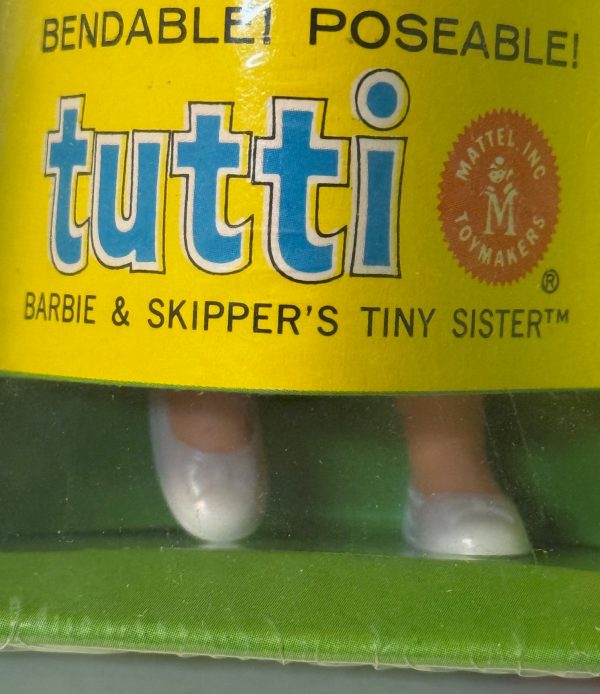 BENDABLE! POSEABLE!
tutti
MATTEL INC
M
TOYMAKERS
®
BARBIE & SKIPPER'S TINY SISTER™